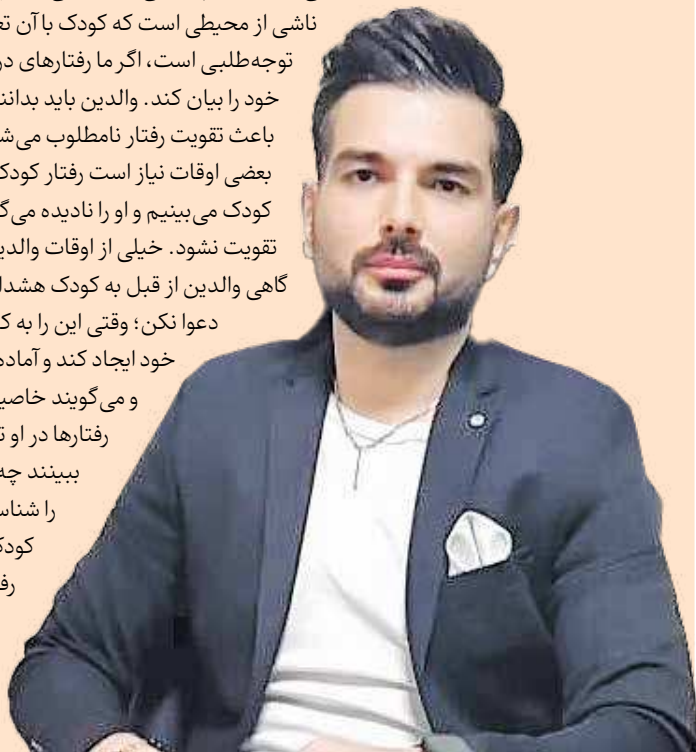 ناشی از محیطی است که کودک با آن تع
توجه‌طلبی است، اگر ما رفتارهای در
خود را بیان کند. والدین باید بدانند
باعث تقویت رفتار نامطلوب می‌ش
بعضی اوقات نیاز است رفتار کودک
کودک می‌بینیم و او را نادیده می‌گ
تقویت نشود. خیلی از اوقات والدی
گاهی والدین از قبل به کودک هشدا
دعوا نکن؛ وقتی این را به ک
خود ایجاد کند و آماده
و می‌گویند خاصی
رفتارها در او ت
ببینند چه
را شناس
کودک
رف